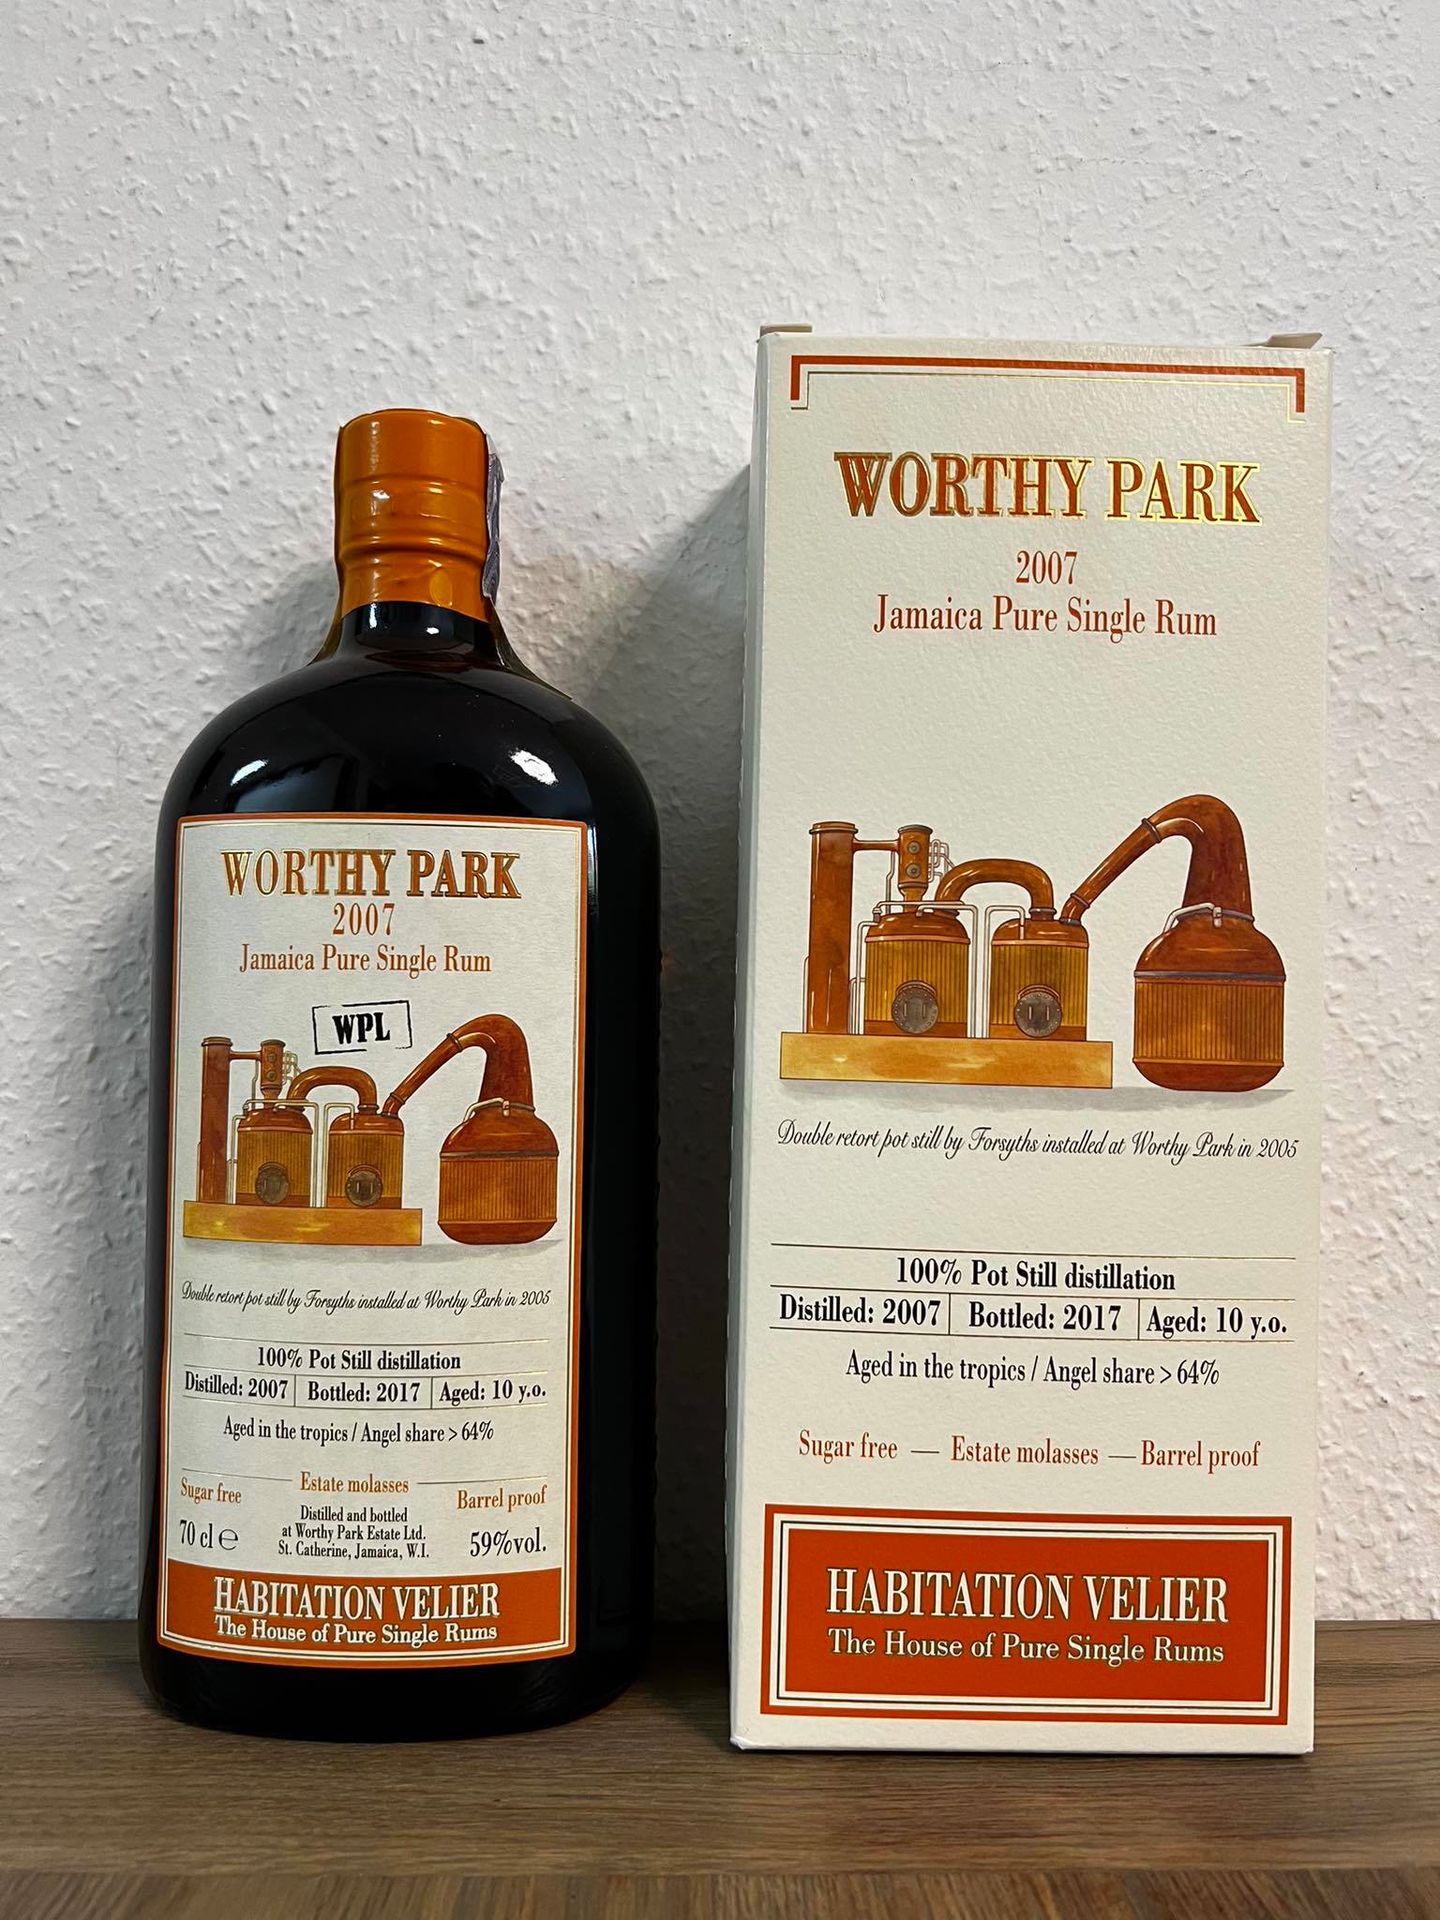 WORTHY PARK
2007
Jamaica Pure Single Rum
WPL
Double retort pot still by Forsyths installed at Worthy Park in 2005
100% Pot Still distillation
Distilled: 2007 Bottled: 2017 Aged: 10 y.o.
Aged in the tropics / Angel share > 64%
Sugar free Estate molasses Barrel proof
Distilled and bottled
at Worthy Park Estate Ltd.
St. Catherine, Jamaica, W.I.
70 cl e 59%vol.
HABITATION VELIER
The House of Pure Single Rums
WORTHY PARK
2007
Jamaica Pure Single Rum
Double retort pot still by Forsyths installed at Worthy Park in 2005
100% Pot Still distillation
Distilled: 2007 Bottled: 2017 Aged: 10 y.o.
Aged in the tropics / Angel share > 64%
Sugar free — Estate molasses — Barrel proof
HABITATION VELIER
The House of Pure Single Rums